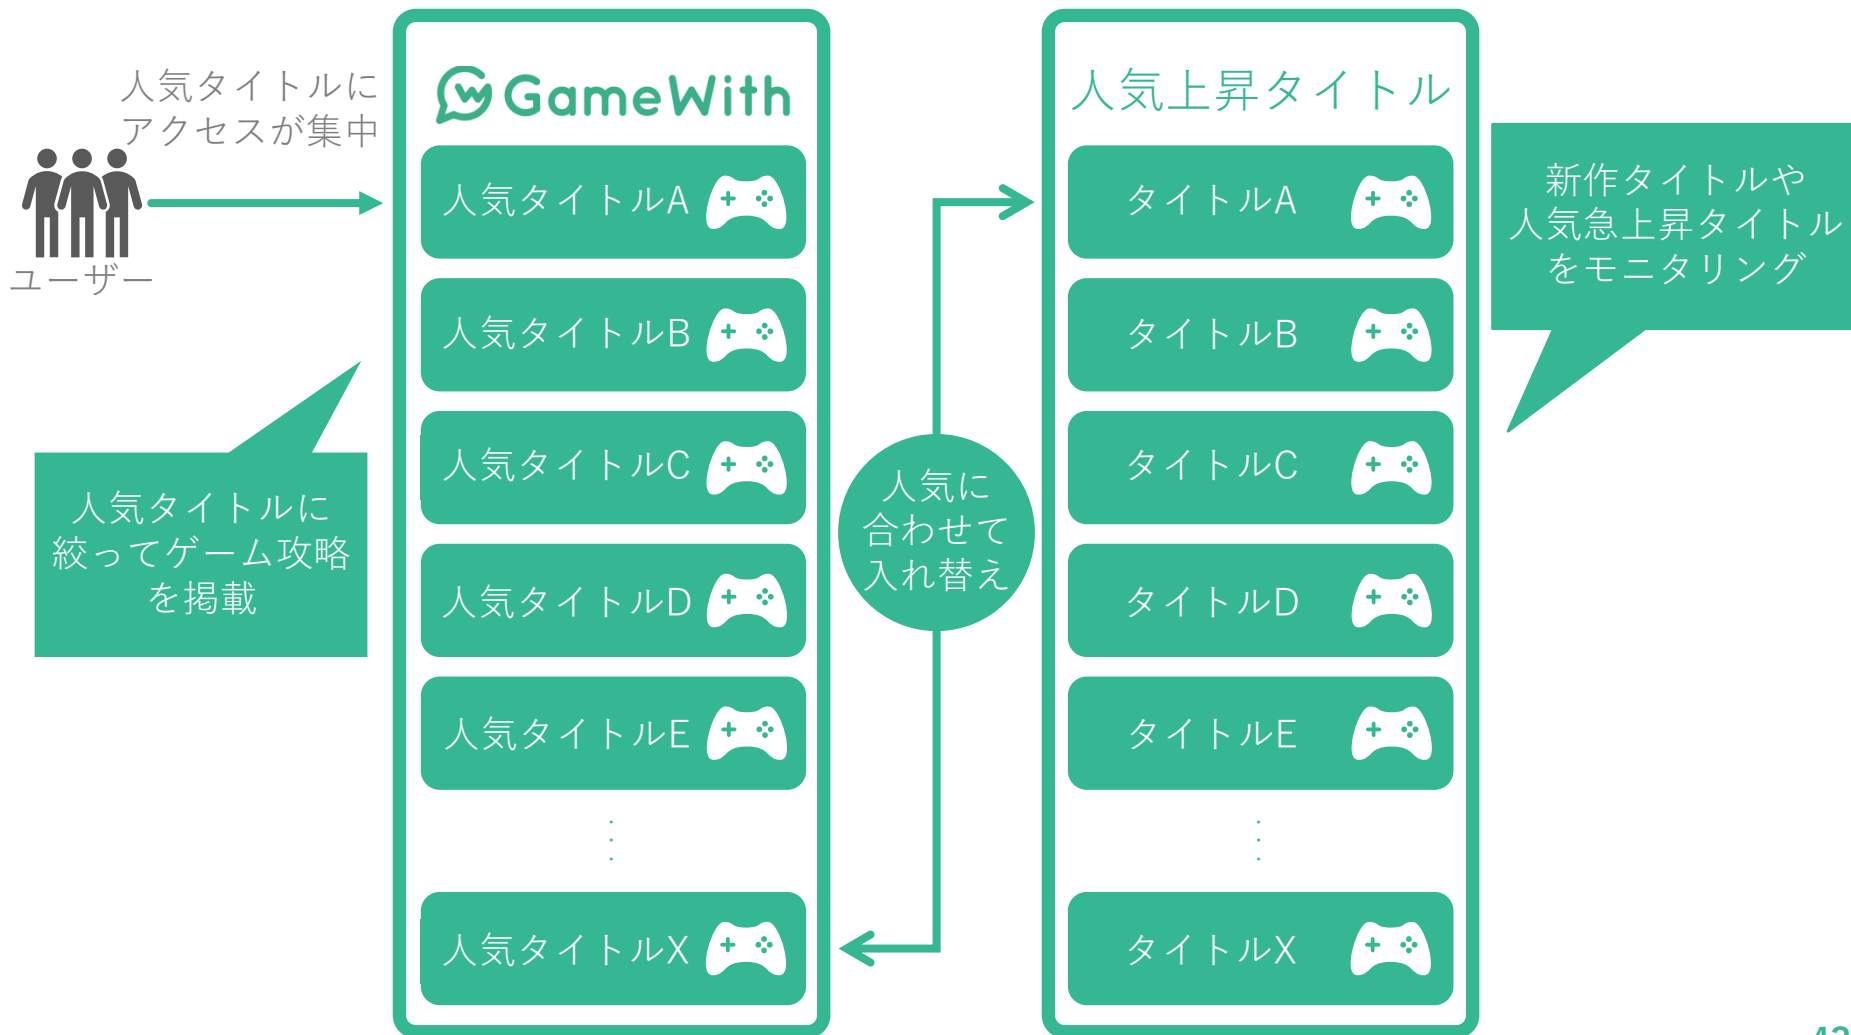 人気タイトルに
アクセスが集中
ユーザー
人気タイトルに
絞ってゲーム攻略
を掲載
GameWith
人気タイトルA
人気タイトルB
人気タイトルC
人気タイトルD
人気タイトルE
人気タイトルX
人気に
合わせて
入れ替え
人気上昇タイトル
タイトルA
タイトルB
タイトルC
タイトルD
タイトルE
タイトルX
新作タイトルや
人気急上昇タイトル
をモニタリング